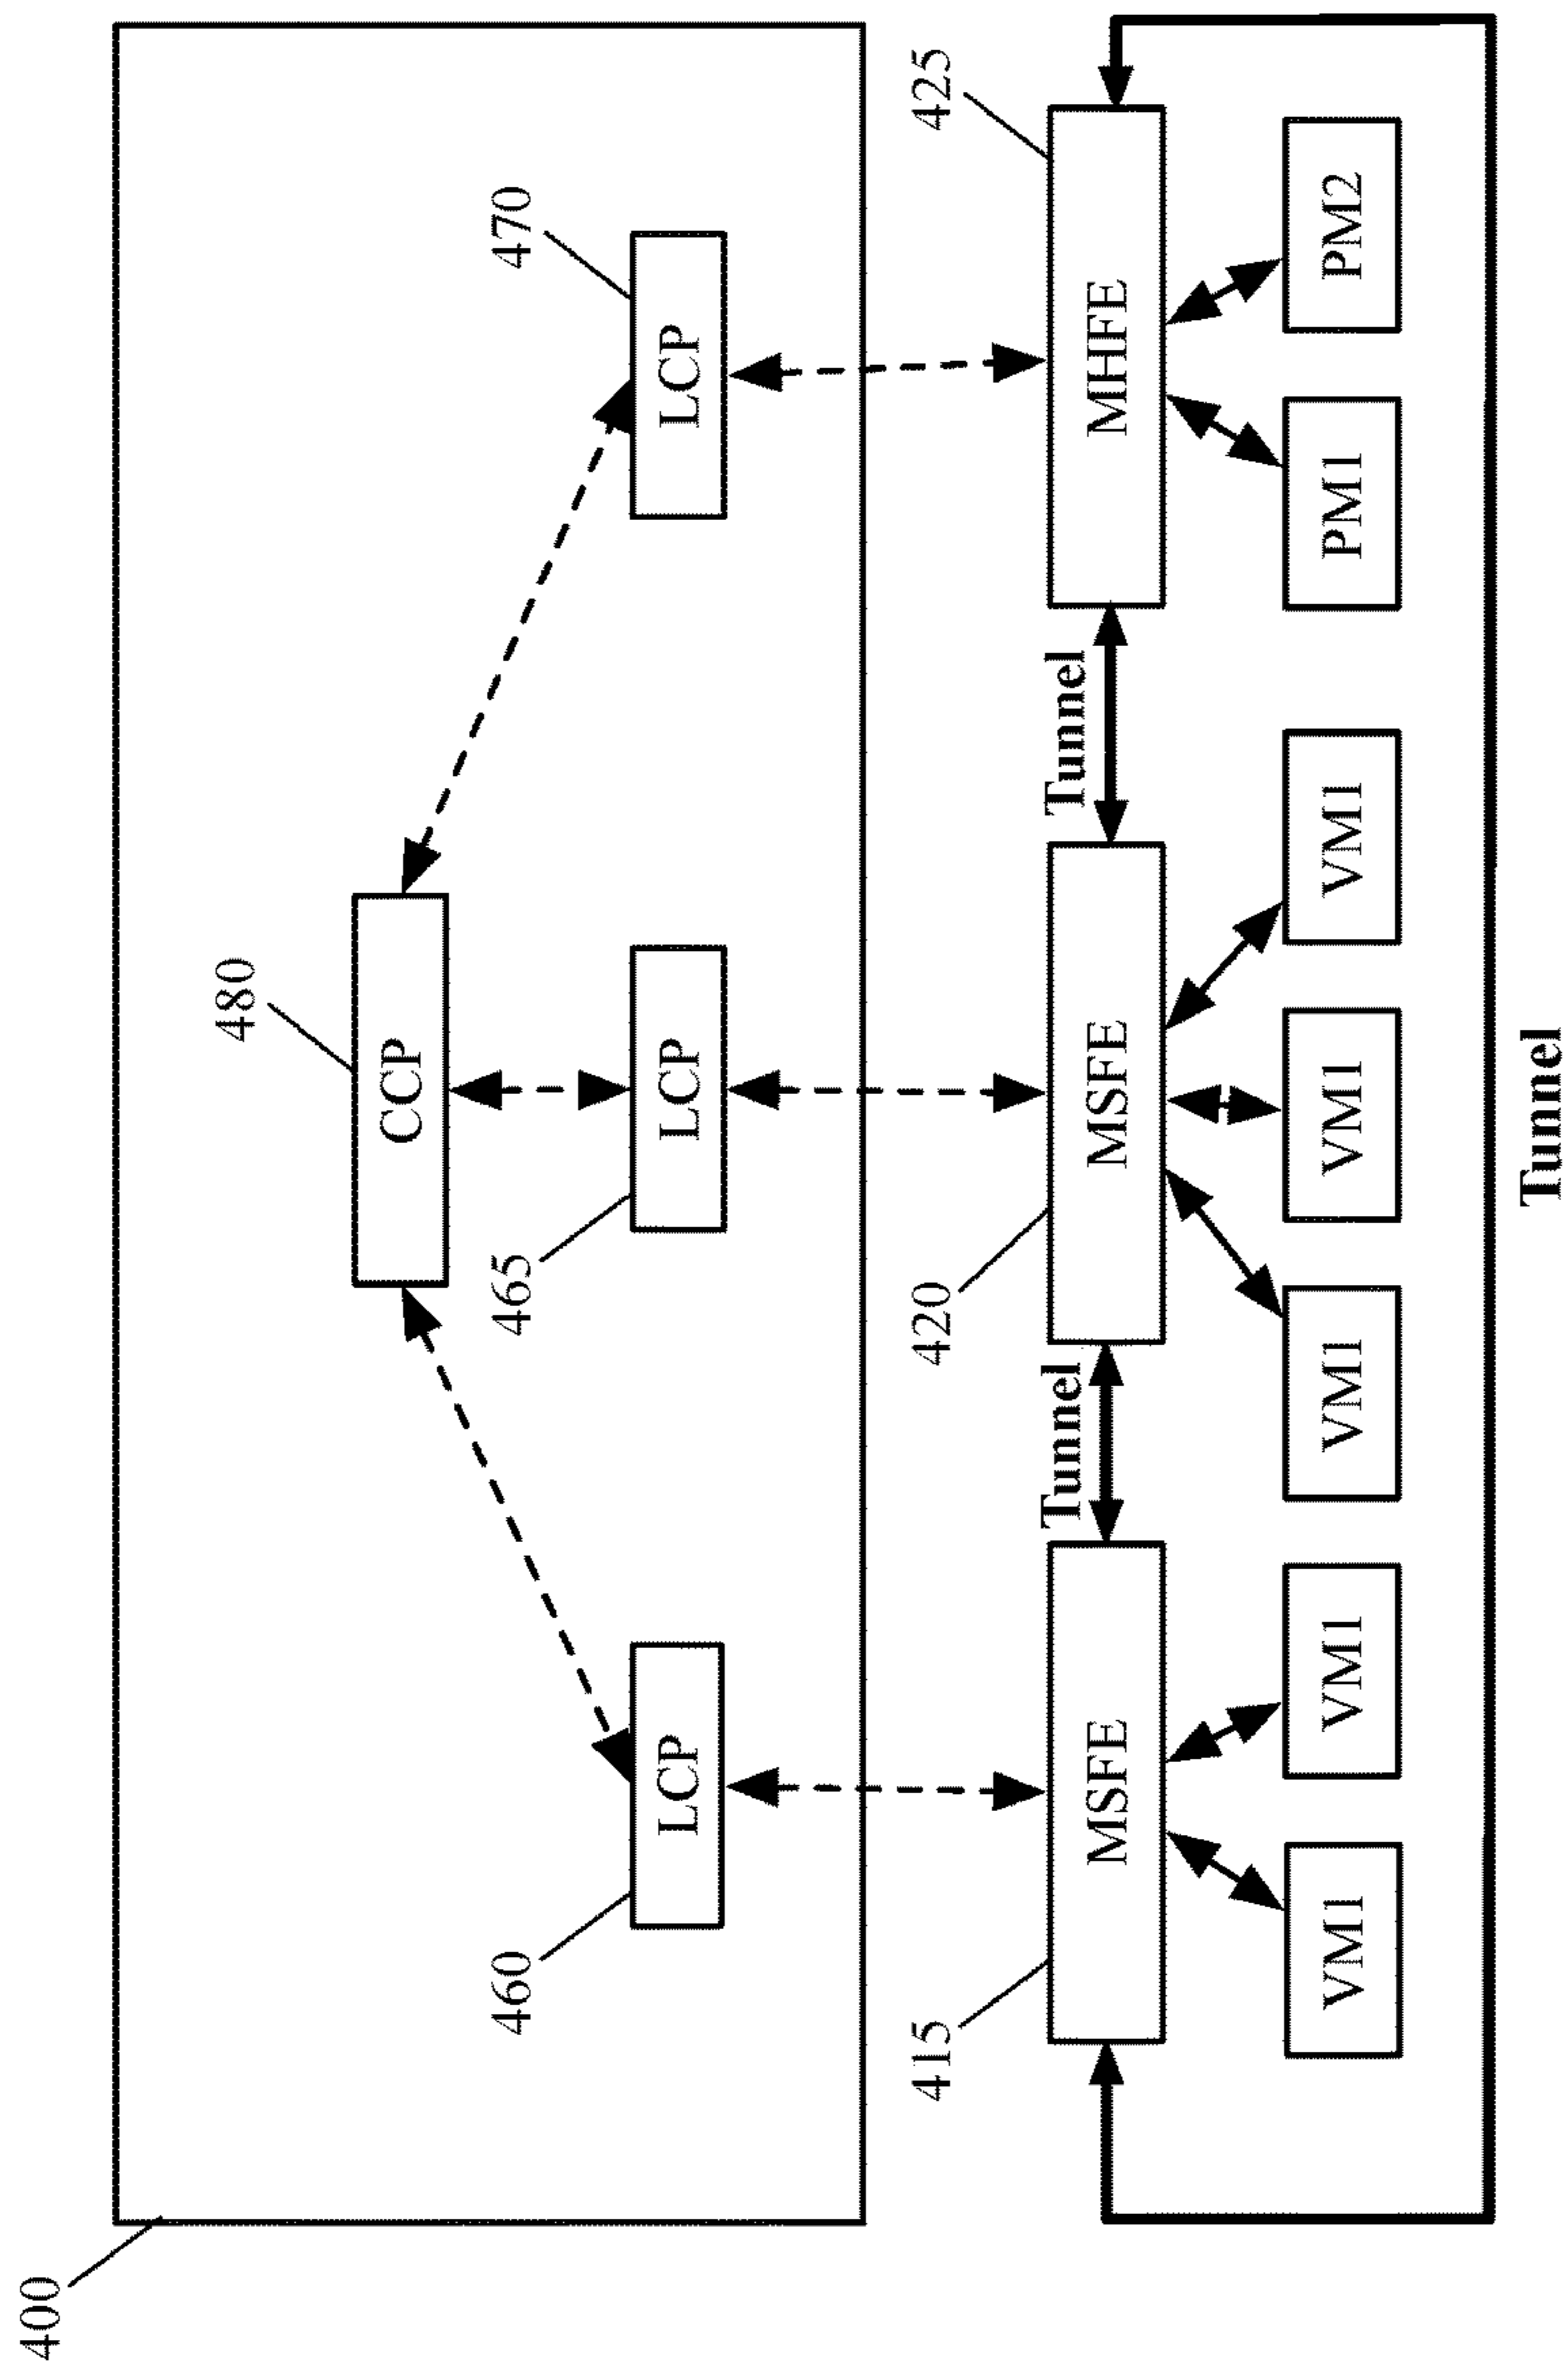 400
480
CCP
460
465
470
LCP
LCP
LCP
415
420
425
Tunnel
Tunnel
MSFE
MSFE
MHFE
VM1
VM1
VM1
VM1
VM1
PM1
PM2
Tunnel